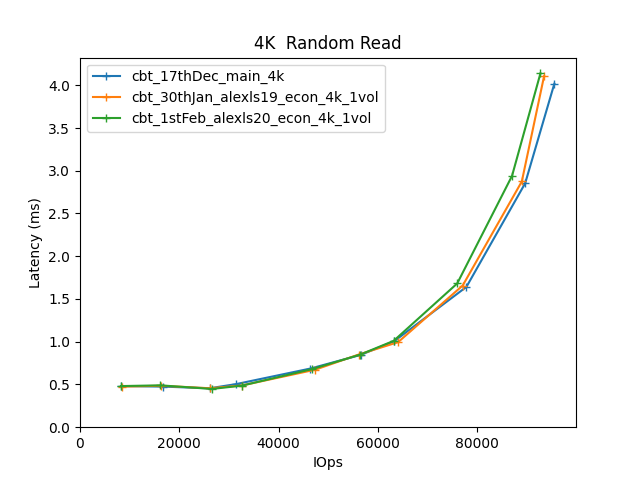 4K  Random Read
cbt_17thDec_main_4k
cbt_30thJan_alexls19_econ_4k_1vol
cbt_1stFeb_alexls20_econ_4k_1vol
Latency (ms)
4.0
3.5
3.0
2.5
2.0
1.5
1.0
0.5
0.0
0 20000 40000 60000 80000
IOps